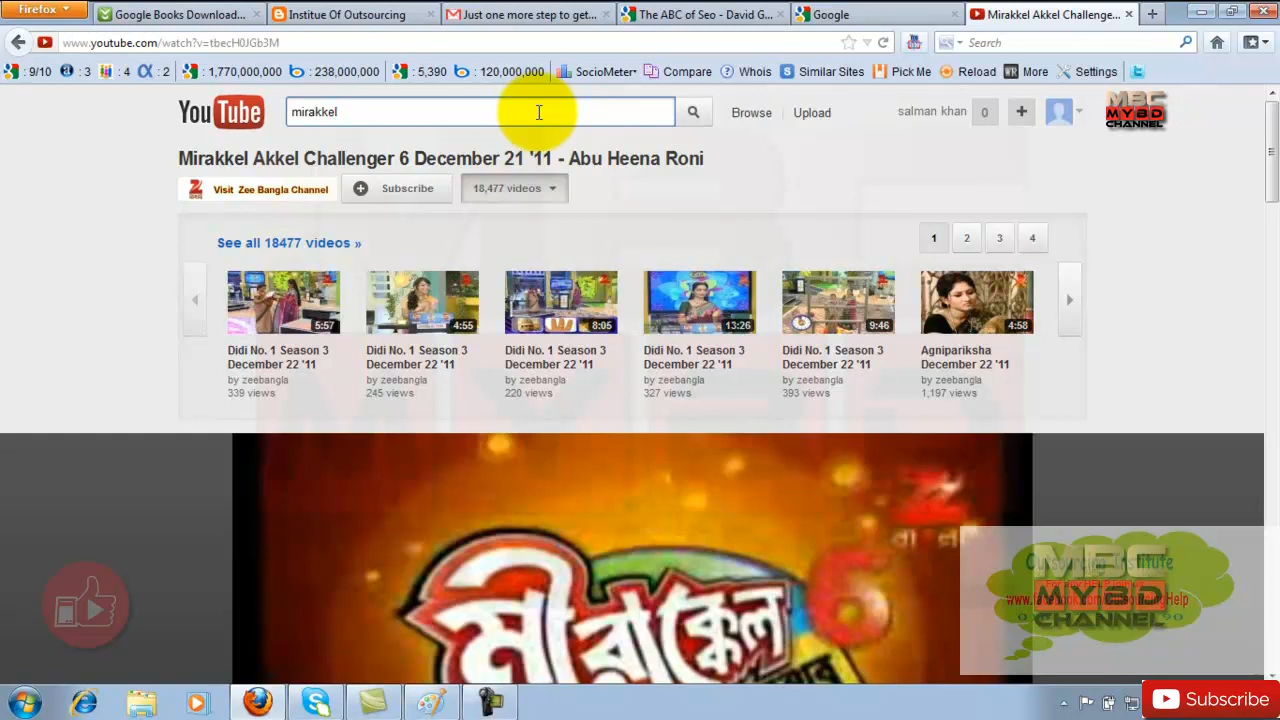 Firefox
Google Books Download...
Institue Of Outsourcing
Just one more step to get...
The ABC of Seo - David G...
Google
Mirakkel Akkel Challenge...
www.youtube.com/watch?v=tbecH0JGb3M
Search
: 9/10
: 3
: 4
: 2
: 1,770,000,000
: 238,000,000
: 5,390
: 120,000,000
SocioMeter
Compare
Whois
Similar Sites
Pick Me
Reload
More
Settings
You Tube
mirakkel
Browse
Upload
salman khan
0
MBC
MYBD
CHANNEL
Mirakkel Akkel Challenger 6 December 21 '11 - Abu Heena Roni
Visit Zee Bangla Channel
Subscribe
18,477 videos
See all 18477 videos »
1 2 3 4
5:57 4:55 8:05 13:26 9:46 4:58
Didi No. 1 Season 3 December 22 '11
by zeebangla
339 views
Didi No. 1 Season 3 December 22 '11
by zeebangla
245 views
Didi No. 1 Season 3 December 22 '11
by zeebangla
220 views
Didi No. 1 Season 3 December 22 '11
by zeebangla
327 views
Didi No. 1 Season 3 December 22 '11
by zeebangla
393 views
Agnipariksha December 22 '11
by zeebangla
1,197 views
মীরাক্কেল 6
Outsourcing Institute
www.facebook.com/OutsourcingHelp
MBC
MYBD
CHANNEL
Subscribe